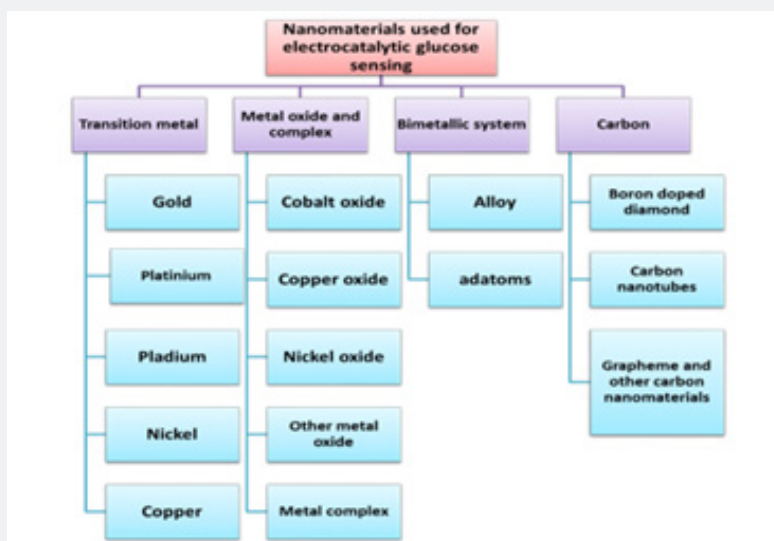 Nanomaterials used for
electrocatalytic glucose
sensing
Transition metal
Metal oxide and
complex
Bimetallic system
Carbon
Gold
Platinium
Pladium
Nickel
Copper
Cobalt oxide
Copper oxide
Nickel oxide
Other metal
oxide
Metal complex
Alloy
adatoms
Boron doped
diamond
Carbon
nanotubes
Grapheme and
other carbon
nanomaterials